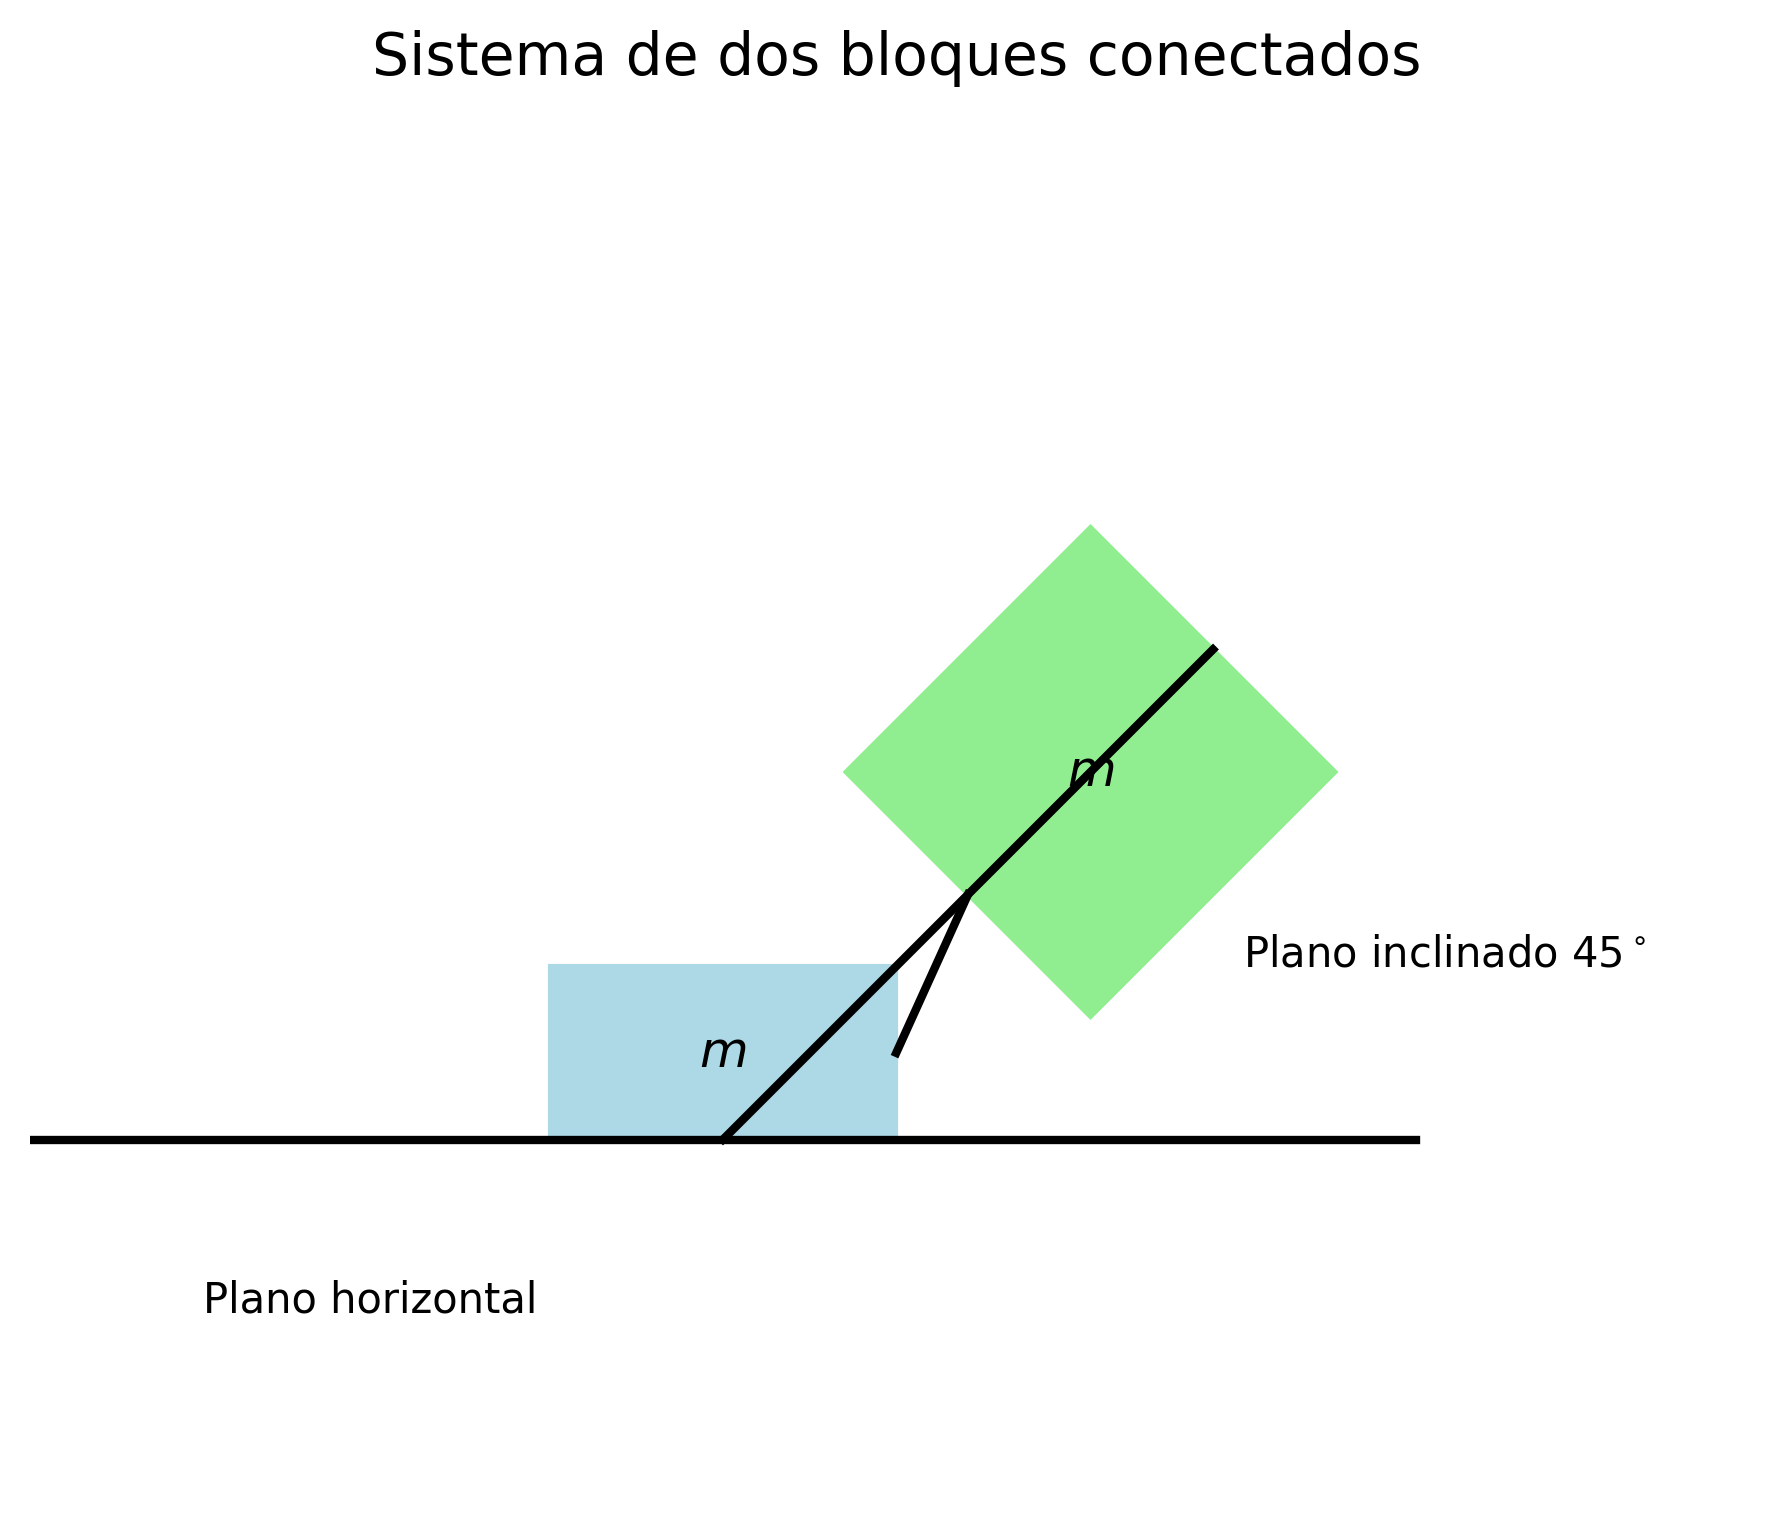 Sistema de dos bloques conectados
m
m
Plano inclinado 45°
Plano horizontal